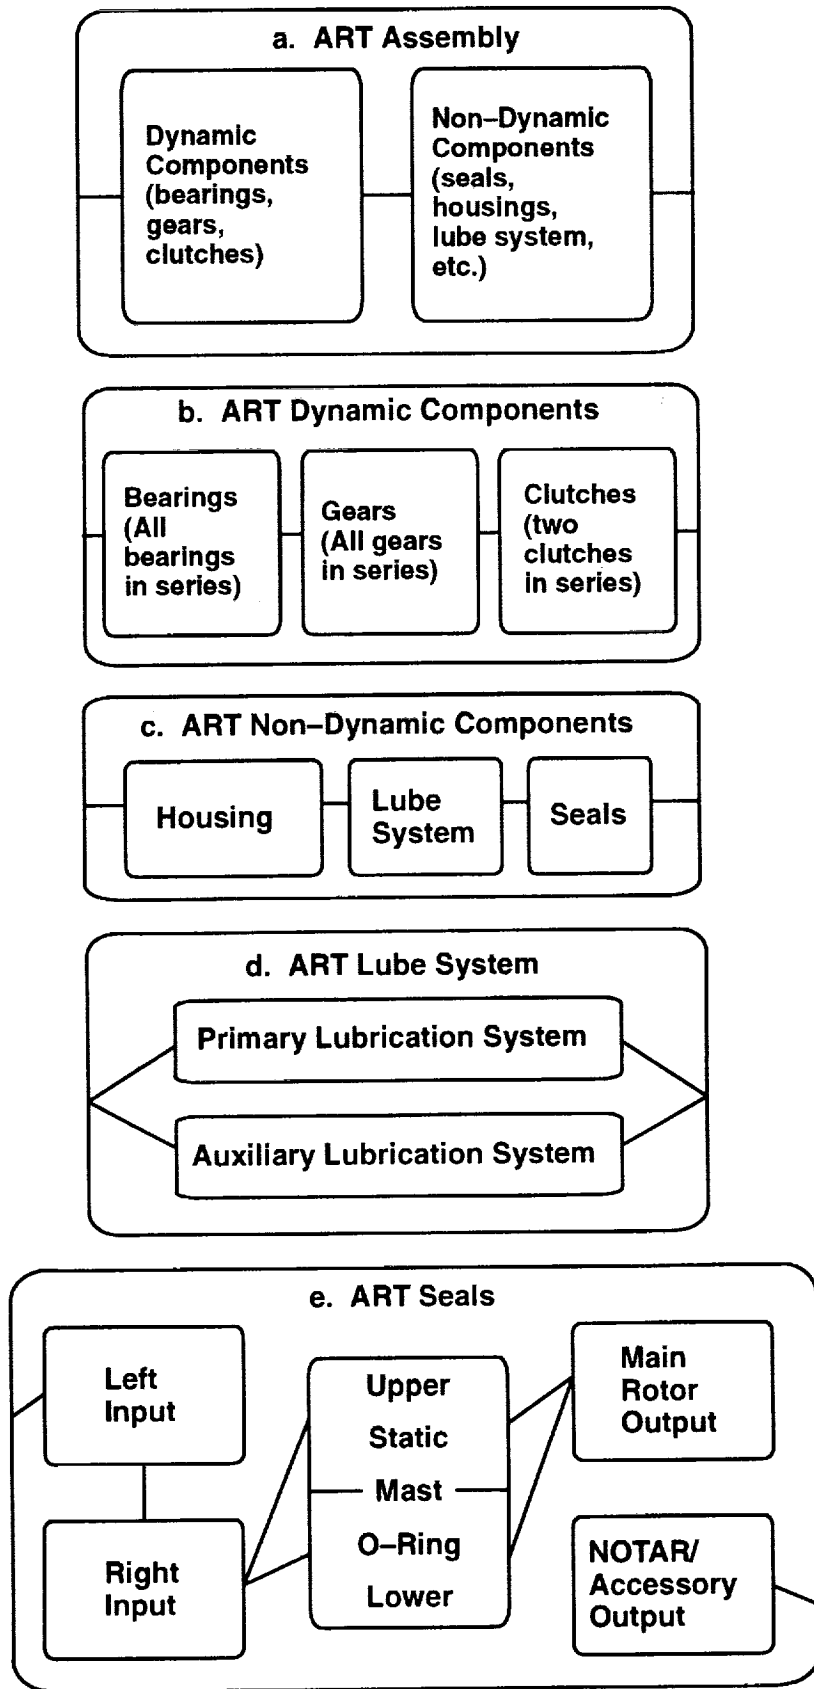 a. ART Assembly
Dynamic
Components
(bearings,
gears,
clutches)
Non–Dynamic
Components
(seals,
housings,
lube system,
etc.)
b. ART Dynamic Components
Bearings
(All
bearings
in series)
Gears
(All gears
in series)
Clutches
(two
clutches
in series)
c. ART Non–Dynamic Components
Housing
Lube
System
Seals
d. ART Lube System
Primary Lubrication System
Auxiliary Lubrication System
e. ART Seals
Left
Input
Right
Input
Upper
Static
Mast
O–Ring
Lower
Main
Rotor
Output
NOTAR/
Accessory
Output